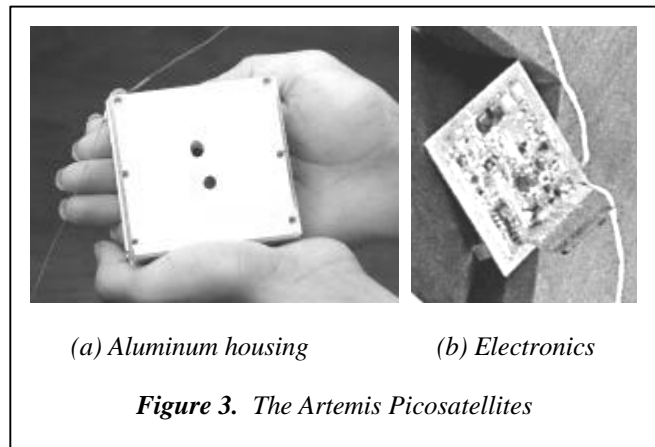 (a) Aluminum housing (b) Electronics
Figure 3. The Artemis Picosatellites